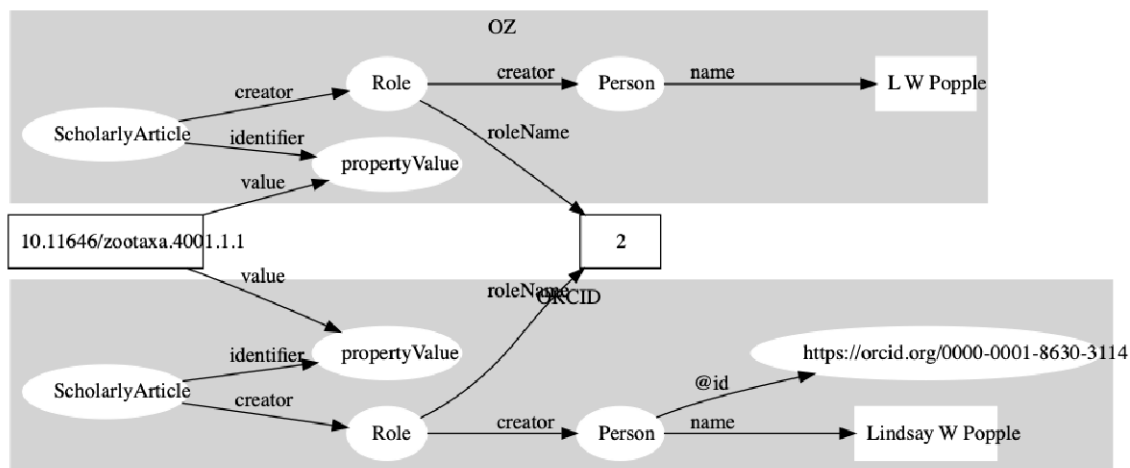 OZ
Role
creator
Person
name
L W Popple
creator
ScholarlyArticle
identifier
roleName
propertyValue
value
10.11646/zootaxa.4001.1.1
2
value
roleName
ORCID
propertyValue
https://orcid.org/0000-0001-8630-3114
identifier
@id
ScholarlyArticle
creator
Role
creator
Person
name
Lindsay W Popple